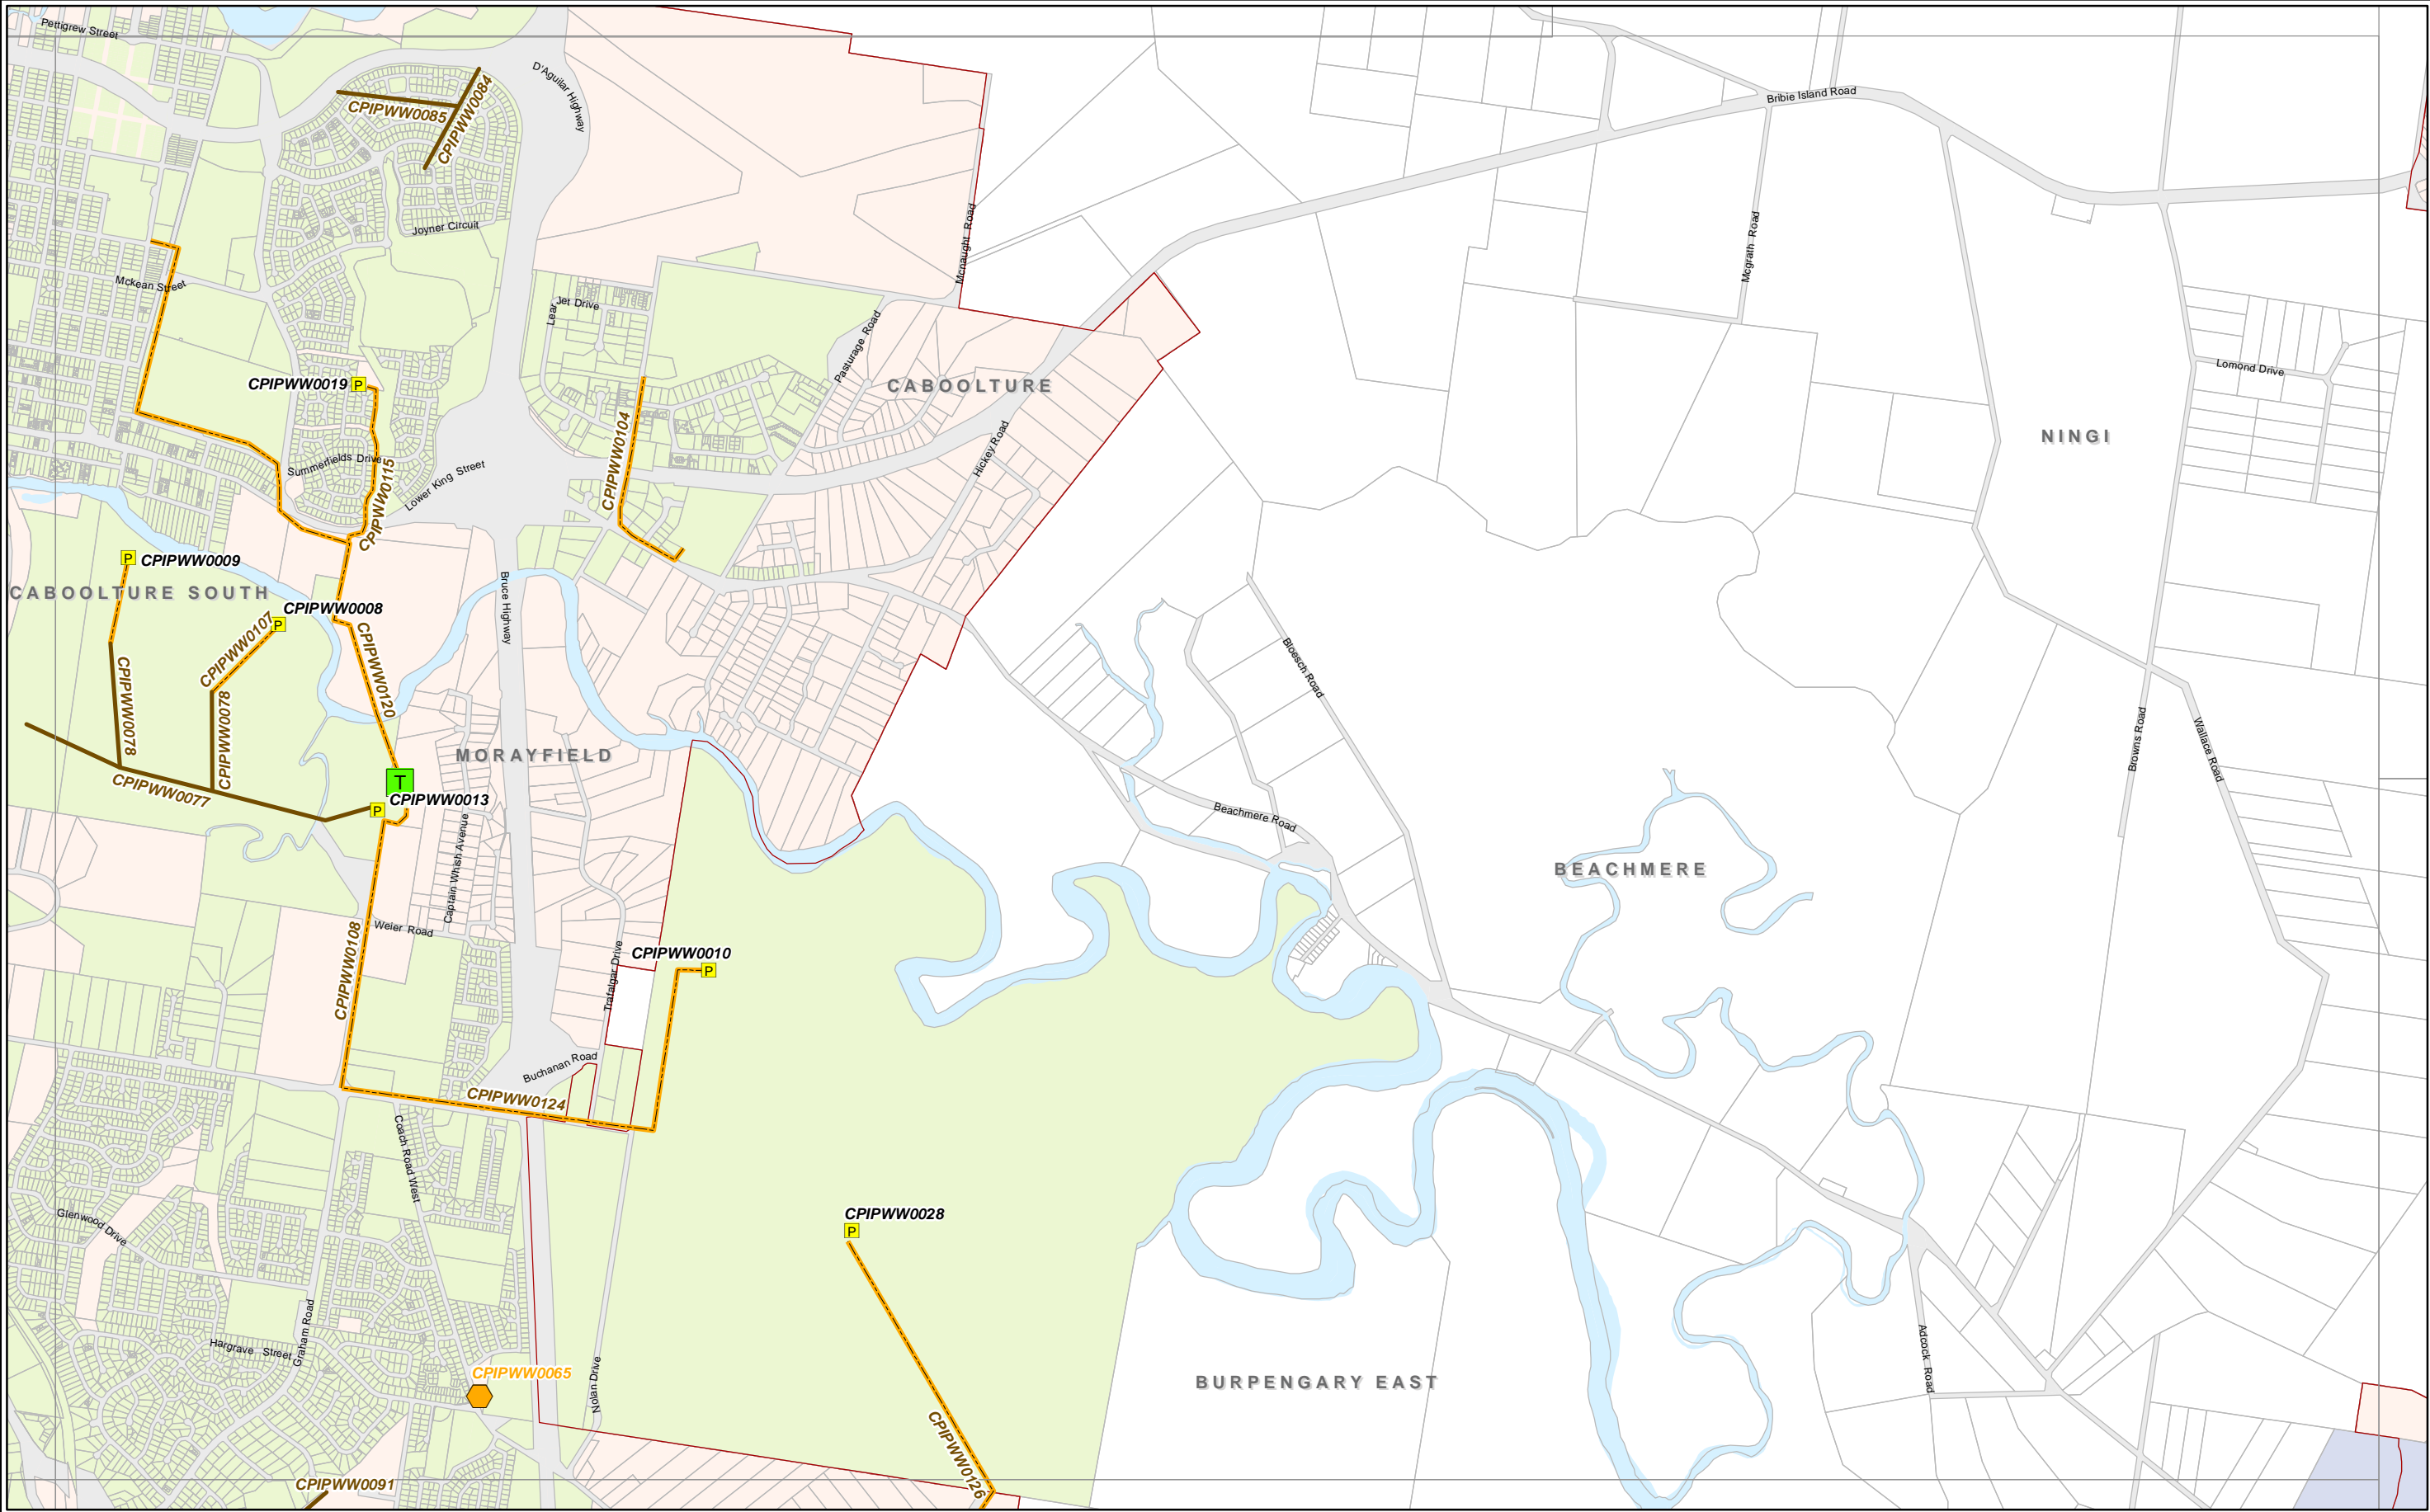 Pettigrew Street
D'Aguilar Highway
CPIPWW0085
CPIPWW0084
Bribie Island Road
Joyner Circuit
Mcnaught Road
Mcgrath Road
Mckean Street
Lear
Jet Drive
Pasturage Road
Lomond Drive
CPIPWW0019
P
CABOOLTURE
NINGI
CPIPWW0104
Hickey Road
Summerfields Drive
Lower King Street
CPIPWW0115
P
CPIPWW0009
CABOOLTURE SOUTH
Bruce Highway
CPIPWW0008
P
CPIPWW0107
CPIPWW0120
Bloesch Road
CPIPWW0078
CPIPWW0078
MORAYFIELD
Browns Road
Wallace Road
CPIPWW0077
T
CPIPWW0013
P
Beachmere Road
Captain Whish Avenue
BEACHMERE
Weier Road
CPIPWW0108
CPIPWW0010
P
Trafalgar Drive
Buchanan Road
CPIPWW0124
Coach Road West
Glenwood Drive
CPIPWW0028
P
Graham Road
Hargrave Street
CPIPWW0065
Nolan Drive
BURPENGARY EAST
Adcock Road
CPIPWW0126
CPIPWW0091